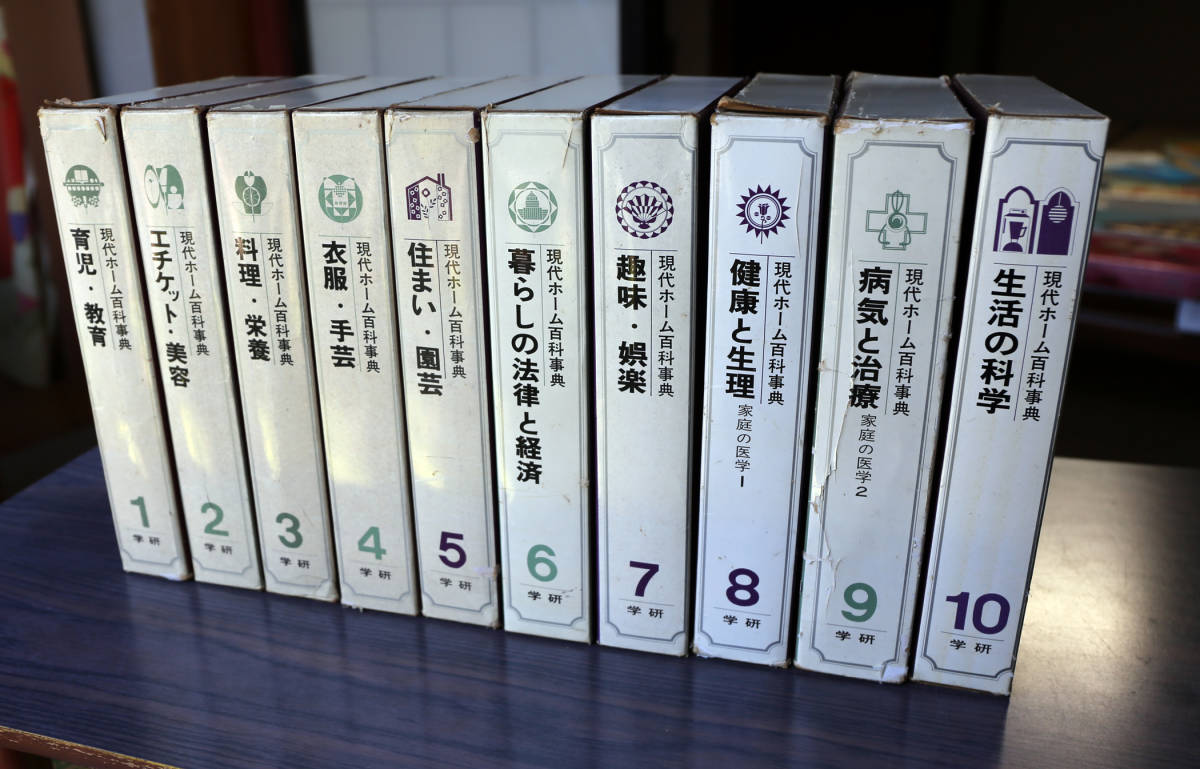 現代ホーム百科事典
育児・教育
1
学研
現代ホーム百科事典
エチケット・美容
2
学研
現代ホーム百科事典
料理・栄養
3
学研
現代ホーム百科事典
衣服・手芸
4
学研
現代ホーム百科事典
住まい・園芸
5
学研
現代ホーム百科事典
暮らしの法律と経済
6
学研
現代ホーム百科事典
趣味・娯楽
7
学研
現代ホーム百科事典
健康と生理
家庭の医学1
8
学研
現代ホーム百科事典
病気と治療
家庭の医学2
9
学研
現代ホーム百科事典
生活の科学
10
学研